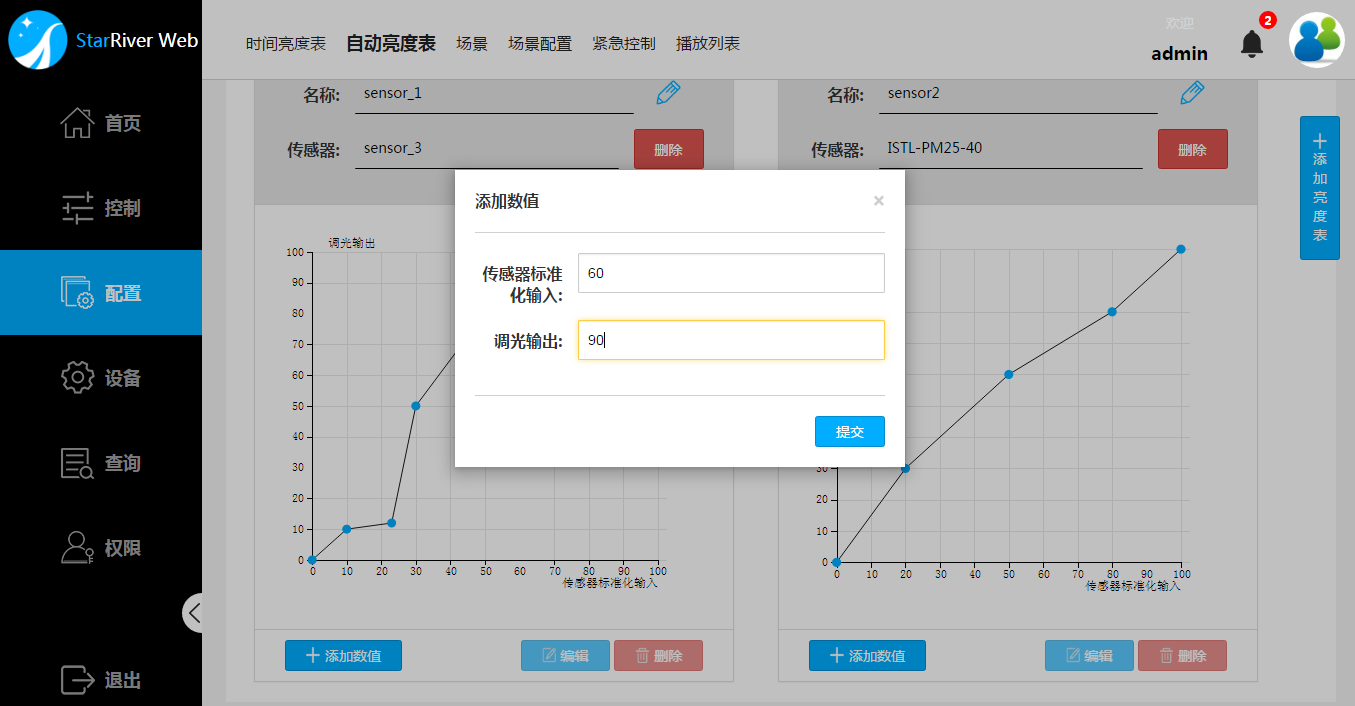 StarRiver Web
时间亮度表 自动亮度表 场景 场景配置 紧急控制 播放列表
欢迎
admin
2
首页
控制
配置
设备
查询
权限
退出
名称: sensor_1
传感器: sensor_3 删除
名称: sensor2
传感器: ISTL-PM25-40 删除
添加亮度表
添加数值 ×
传感器标准
化输入: 60
调光输出: 90
提交
调光输出
100
90
80
70
60
50
40
30
20
10
0
0 10 20 30 40 50 60 70 80 90 100
传感器标准化输入
30
20
10
0
0 10 20 30 40 50 60 70 80 90 100
传感器标准化输入
添加数值 编辑 删除
添加数值 编辑 删除